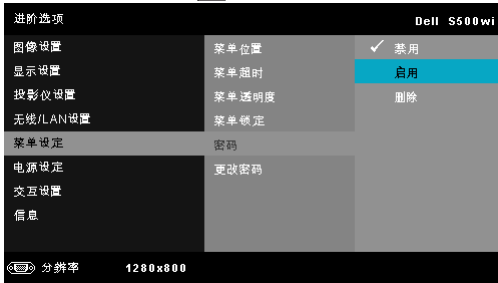 进阶选项 Dell S500wi
图像设置 菜单位置 禁用
显示设置 菜单超时 启用
投影仪设置 菜单透明度 删除
无线/LAN设置 菜单锁定
菜单设定 密码
电源设定 更改密码
交互设置
信息
分辨率 1280x800